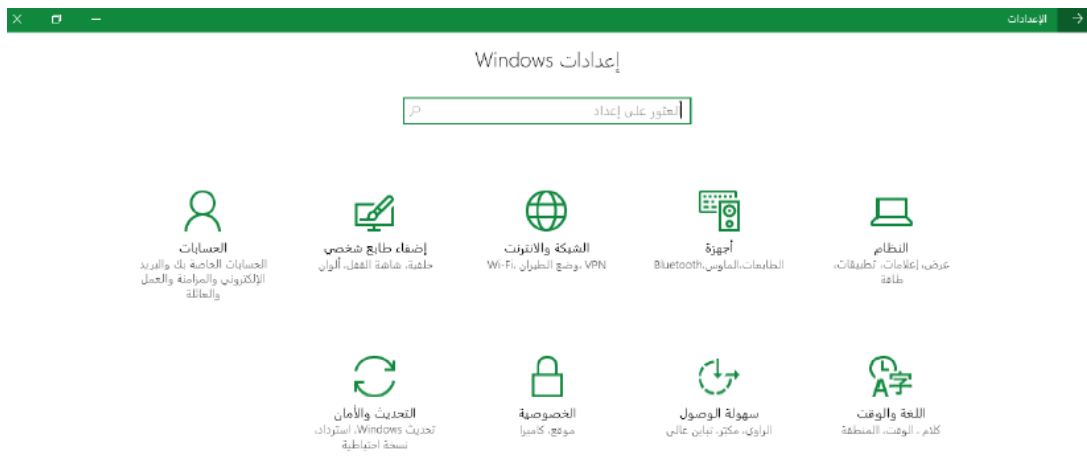 الإعدادات
إعدادات Windows
العثور على إعداد
النظام
عرض، إعلامات، تطبيقات،
طاقة
أجهزة
الطابعات،الماوس،Bluetooth
الشبكة والانترنت
VPN ،وضع الطيران ،Wi-Fi
إضفاء طابع شخصي
خلفية، شاشة القفل، ألوان
الحسابات
الحسابات الخاصة بك والبريد
الإلكتروني والمزامنة والعمل
والعائلة
اللغة والوقت
كلام ، الوقت، االمنطقة
سهولة الوصول
الراوي، مكتر، تباين عالي
الخصوصية
موقع، كاميرا
التحديث والأمان
تحديث Windows، استرداد،
نسخة احتياطية